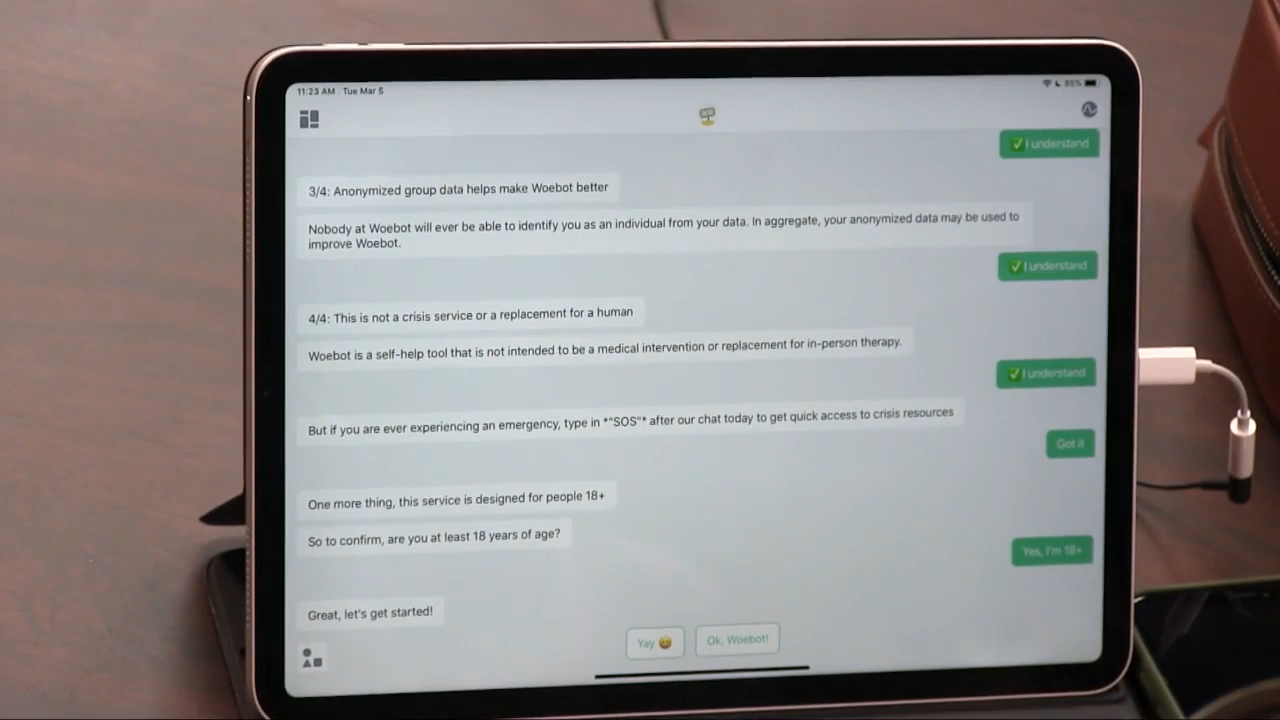 11:23 AM Tue Mar 5
85%
✅ I understand
3/4: Anonymized group data helps make Woebot better
Nobody at Woebot will ever be able to identify you as an individual from your data. In aggregate, your anonymized data may be used to
improve Woebot.
✅ I understand
4/4: This is not a crisis service or a replacement for a human
Woebot is a self-help tool that is not intended to be a medical intervention or replacement for in-person therapy.
✅ I understand
But if you are ever experiencing an emergency, type in *"SOS"* after our chat today to get quick access to crisis resources
Got it
One more thing, this service is designed for people 18+
So to confirm, are you at least 18 years of age?
Yes, I'm 18+
Great, let's get started!
Yay 😄
Ok, Woebot!